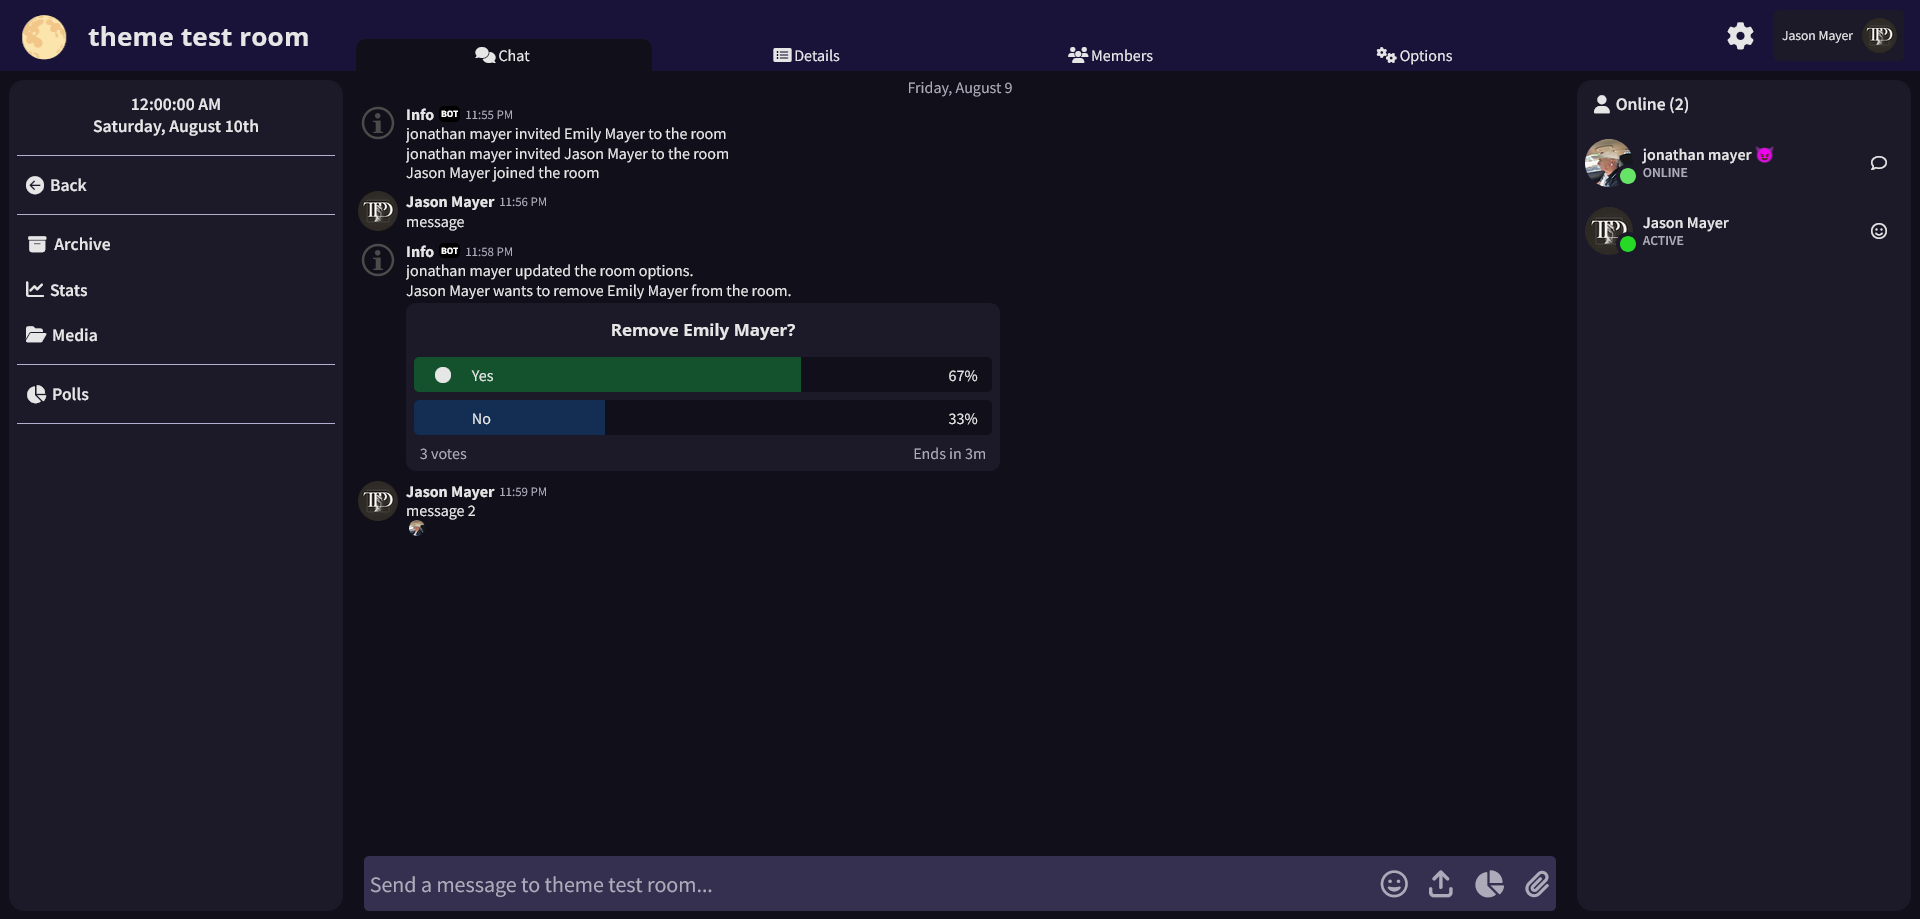 theme test room
Chat
Details
Members
Options
Jason Mayer
12:00:00 AM
Saturday, August 10th
Back
Archive
Stats
Media
Polls
Friday, August 9
Info BOT 11:55 PM
jonathan mayer invited Emily Mayer to the room
jonathan mayer invited Jason Mayer to the room
Jason Mayer joined the room
Jason Mayer 11:56 PM
message
Info BOT 11:58 PM
jonathan mayer updated the room options.
Jason Mayer wants to remove Emily Mayer from the room.
Remove Emily Mayer?
Yes 67%
No 33%
3 votes Ends in 3m
Jason Mayer 11:59 PM
message 2
Send a message to theme test room...
Online (2)
jonathan mayer 😈
ONLINE
Jason Mayer
ACTIVE